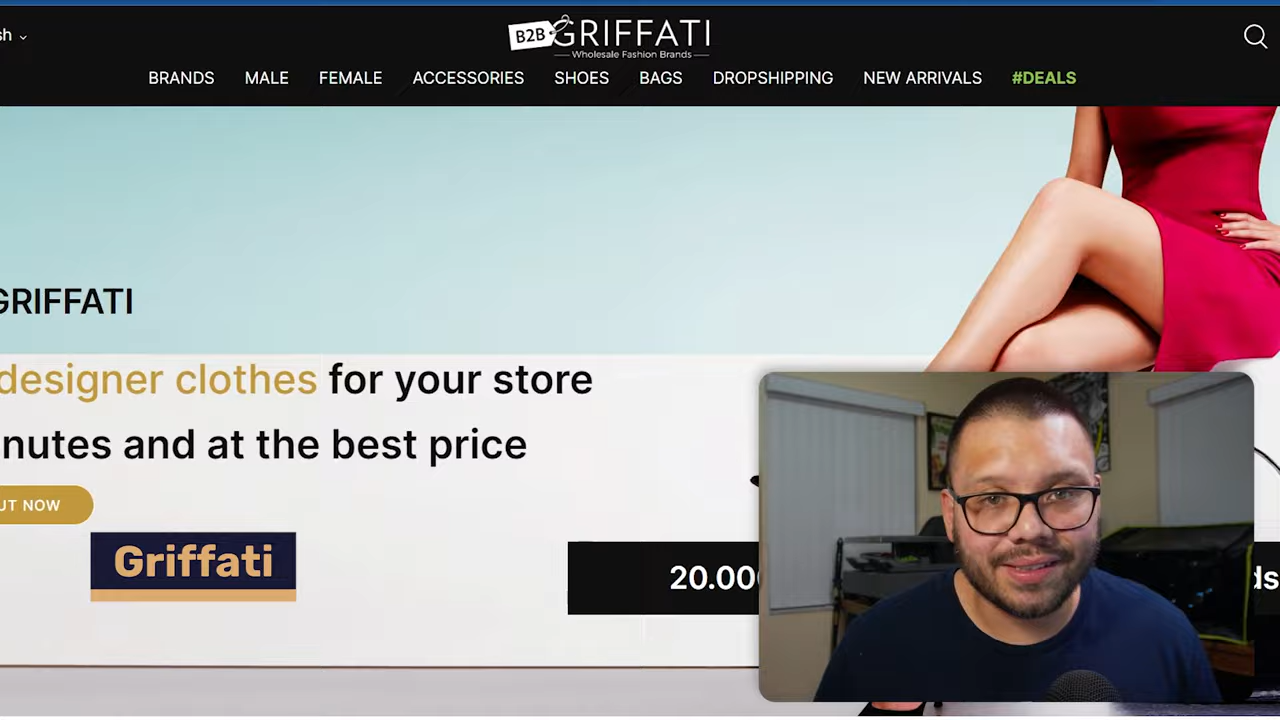 sh
B2B GRIFFATI
Wholesale Fashion Brands
BRANDS MALE FEMALE ACCESSORIES SHOES BAGS DROPSHIPPING NEW ARRIVALS #DEALS
GRIFFATI
designer clothes for your store
nutes and at the best price
UT NOW
Griffati
20.00
ds